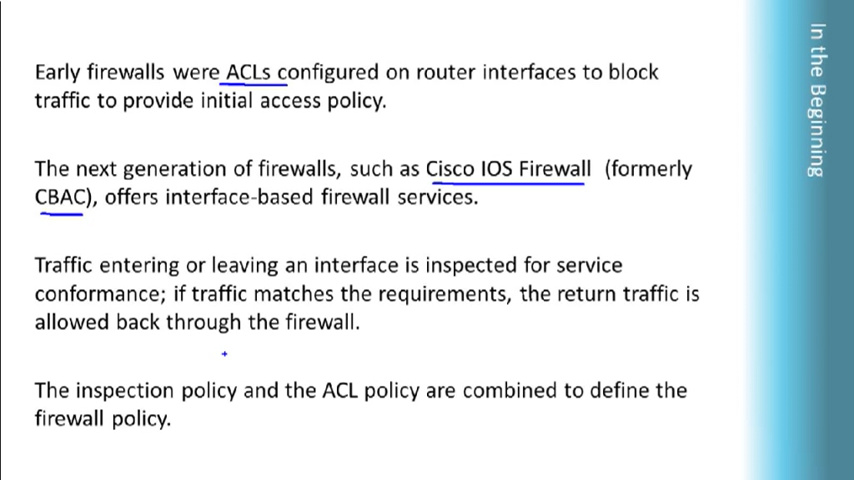 Early firewalls were ACLs configured on router interfaces to block
traffic to provide initial access policy.
The next generation of firewalls, such as Cisco IOS Firewall (formerly
CBAC), offers interface-based firewall services.
Traffic entering or leaving an interface is inspected for service
conformance; if traffic matches the requirements, the return traffic is
allowed back through the firewall.
The inspection policy and the ACL policy are combined to define the
firewall policy.
In the Beginning